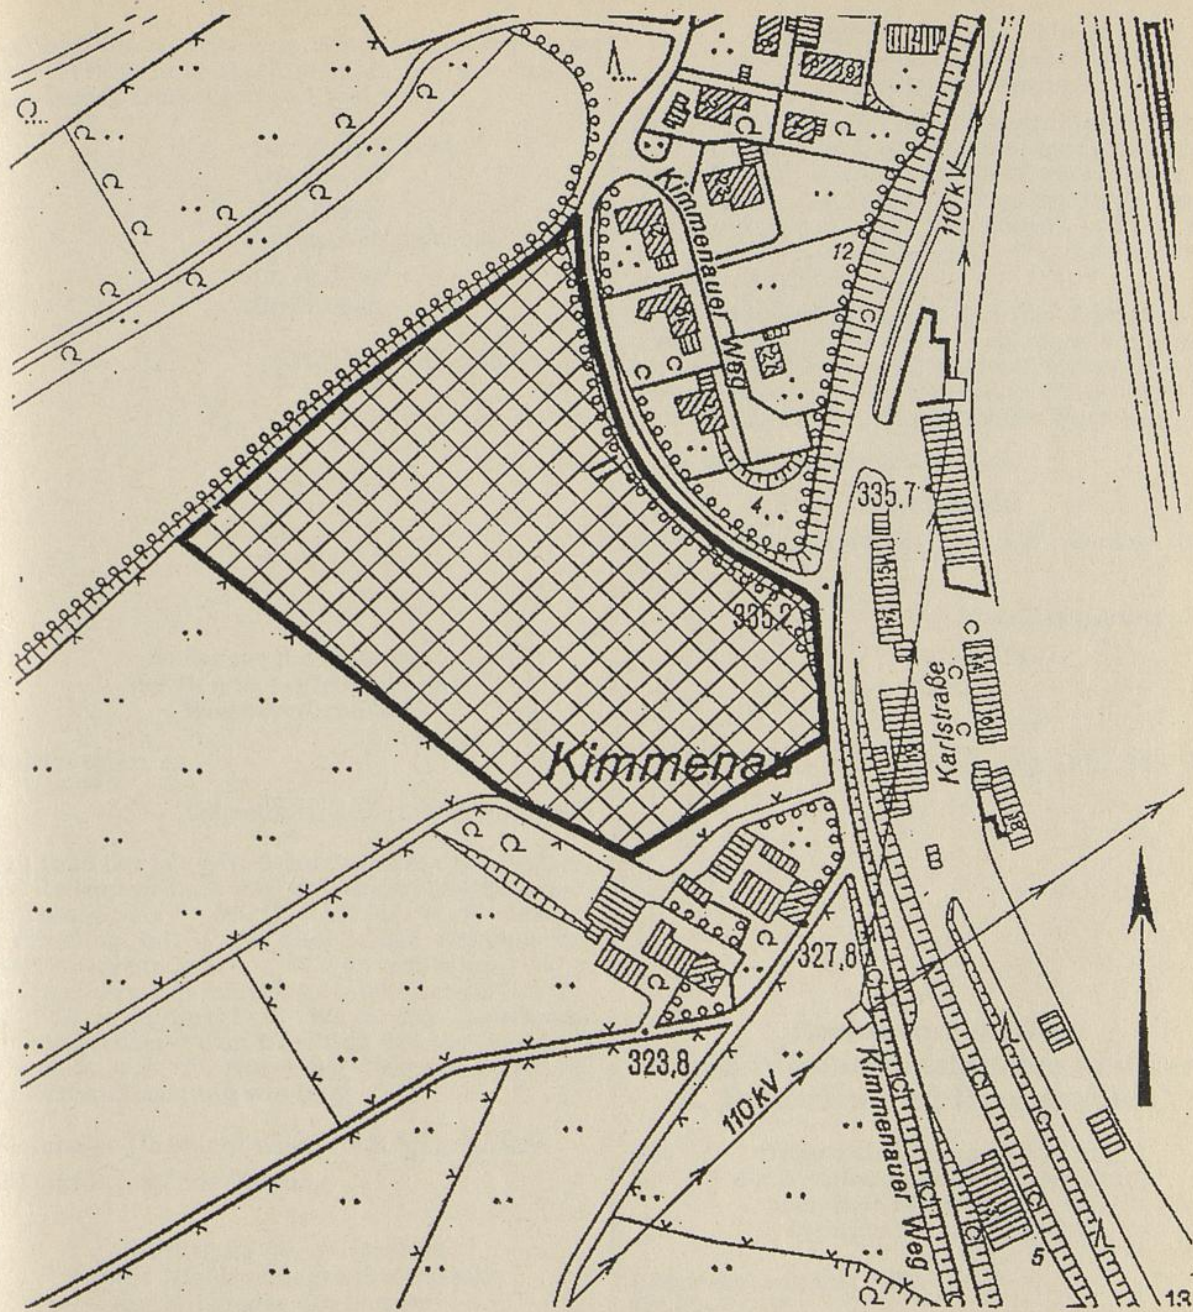 Kimmenauer Weg
110 kV
12
335,7
4
335,2
Karlstraße
Kimmenau
327,8
323,8
110 kV
Kimmenauer Weg
5
13